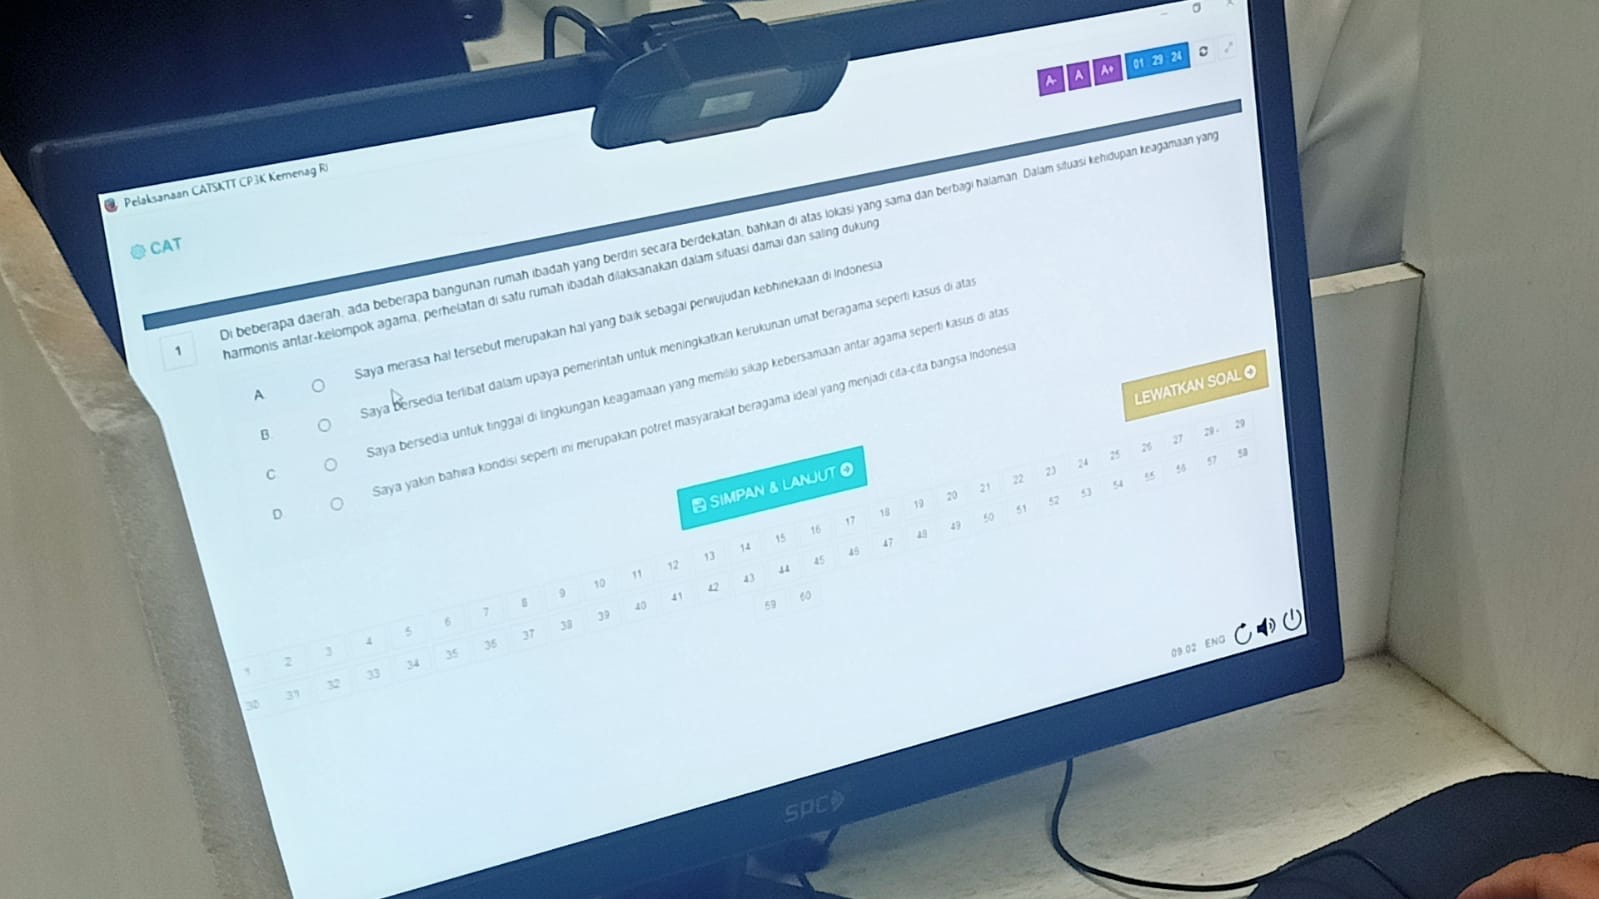 Pelaksanaan CATSKTT CP3K Kemenag RI
A- A A+ 01 29 24
CAT
1
Di beberapa daerah, ada beberapa bangunan rumah ibadah yang berdiri secara berdekatan, bahkan di atas lokasi yang sama dan berbagi halaman. Dalam situasi kehidupan keagamaan yang
harmonis antar-kelompok agama, perhelatan di satu rumah ibadah dilaksanakan dalam situasi damai dan saling dukung
A. Saya merasa hal tersebut merupakan hal yang baik sebagai perwujudan kebhinekaan di Indonesia
B. Saya bersedia terlibat dalam upaya pemerintah untuk meningkatkan kerukunan umat beragama seperti kasus di atas
C. Saya bersedia untuk tinggal di lingkungan keagamaan yang memiliki sikap kebersamaan antar agama seperti kasus di atas
D. Saya yakin bahwa kondisi seperti ini merupakan potret masyarakat beragama ideal yang menjadi cita-cita bangsa Indonesia
SIMPAN & LANJUT
LEWATKAN SOAL
1 2 3 4 5 6 7 8 9 10 11 12 13 14 15 16 17 18 19 20 21 22 23 24 25 26 27 28 29
30 31 32 33 34 35 36 37 38 39 40 41 42 43 44 45 46 47 48 49 50 51 52 53 54 55 56 57 58
59 60
09 02 ENG
SPC